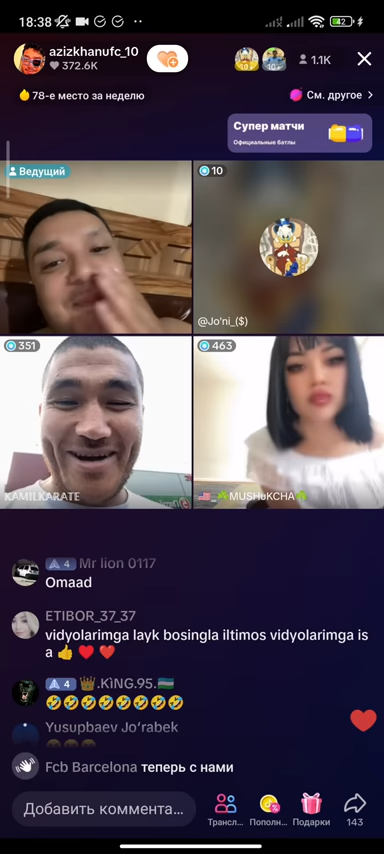 18:38
42
azizkhanufc_10
372.6K
1.1K
78-е место за неделю
См. другое
Супер матчи
Официальные батлы
Ведущий
10
@Jo'ni_($)
351
463
KAMILKARATE
🇺🇸☘️MUSHuKCHA☘️
4 Mr lion 0117
Omaad
ETIBOR_37_37
vidyolarimga layk bosingla iltimos vidyolarimga is
a 👍 ❤️ ❤️
4 👑.KiNG.95.🇺🇿
🤣🤣🤣🤣🤣🤣🤣🤣
Yusupbaev Jo‘rabek
Fcb Barcelona теперь с нами
Добавить коммента...
Трансл...
Пополн...
Подарки
143